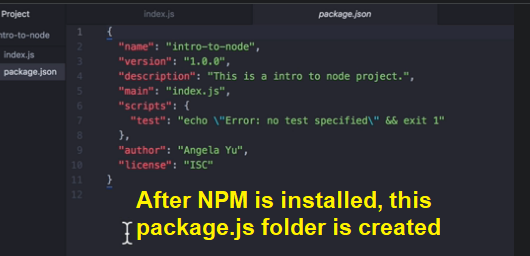 Project
index.js
package.json
ntro-to-node
index.js
package.json
1 {
2 "name": "intro-to-node",
3 "version": "1.0.0",
4 "description": "This is a intro to node project.",
5 "main": "index.js",
6 "scripts": {
7 "test": "echo \"Error: no test specified\" && exit 1"
8 },
9 "author": "Angela Yu",
10 "license": "ISC"
11 }
12
After NPM is installed, this
package.js folder is created